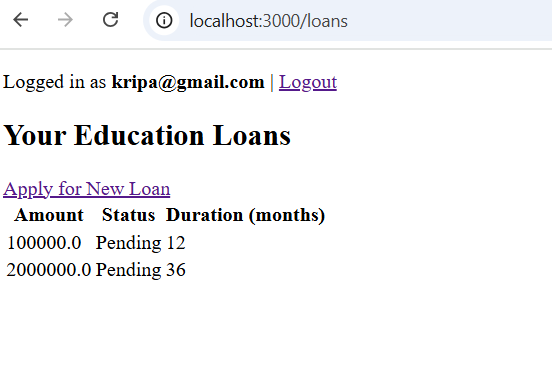 localhost:3000/loans
Logged in as kripa@gmail.com | Logout
Your Education Loans
Apply for New Loan
Amount Status Duration (months)
100000.0 Pending 12
2000000.0 Pending 36